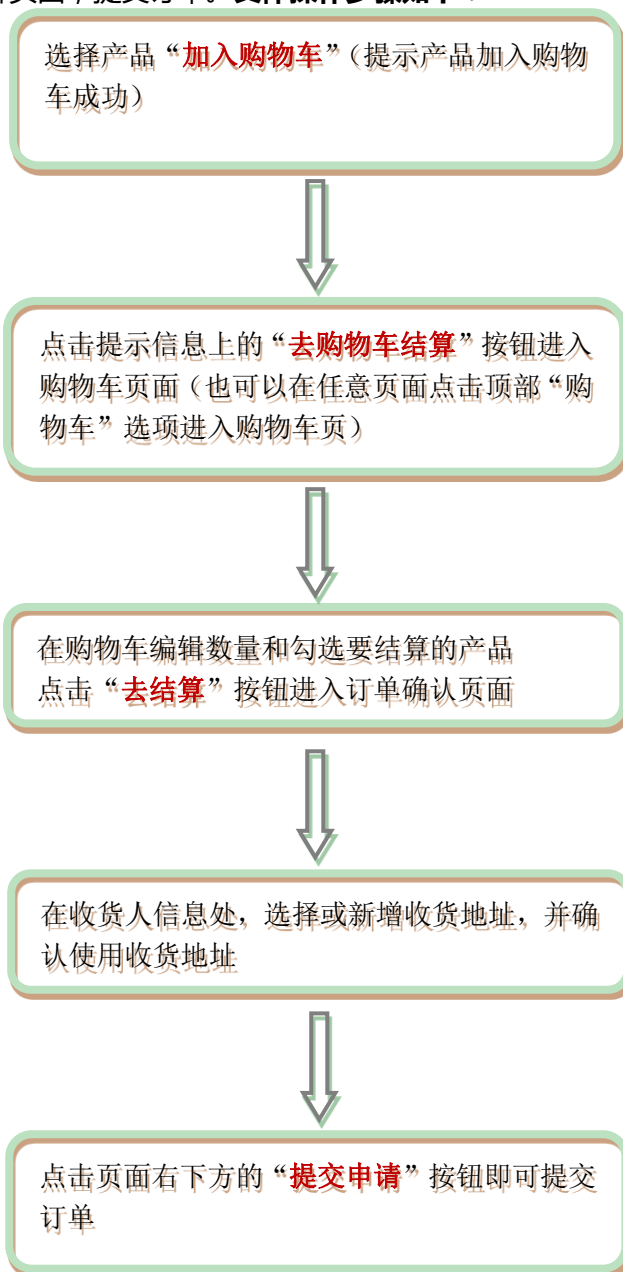 选择产品“加入购物车”（提示产品加入购物
车成功）
点击提示信息上的“去购物车结算”按钮进入
购物车页面（也可以在任意页面点击顶部“购
物车”选项进入购物车页）
在购物车编辑数量和勾选要结算的产品
点击“去结算”按钮进入订单确认页面
在收货人信息处，选择或新增收货地址，并确
认使用收货地址
点击页面右下方的“提交申请”按钮即可提交
订单